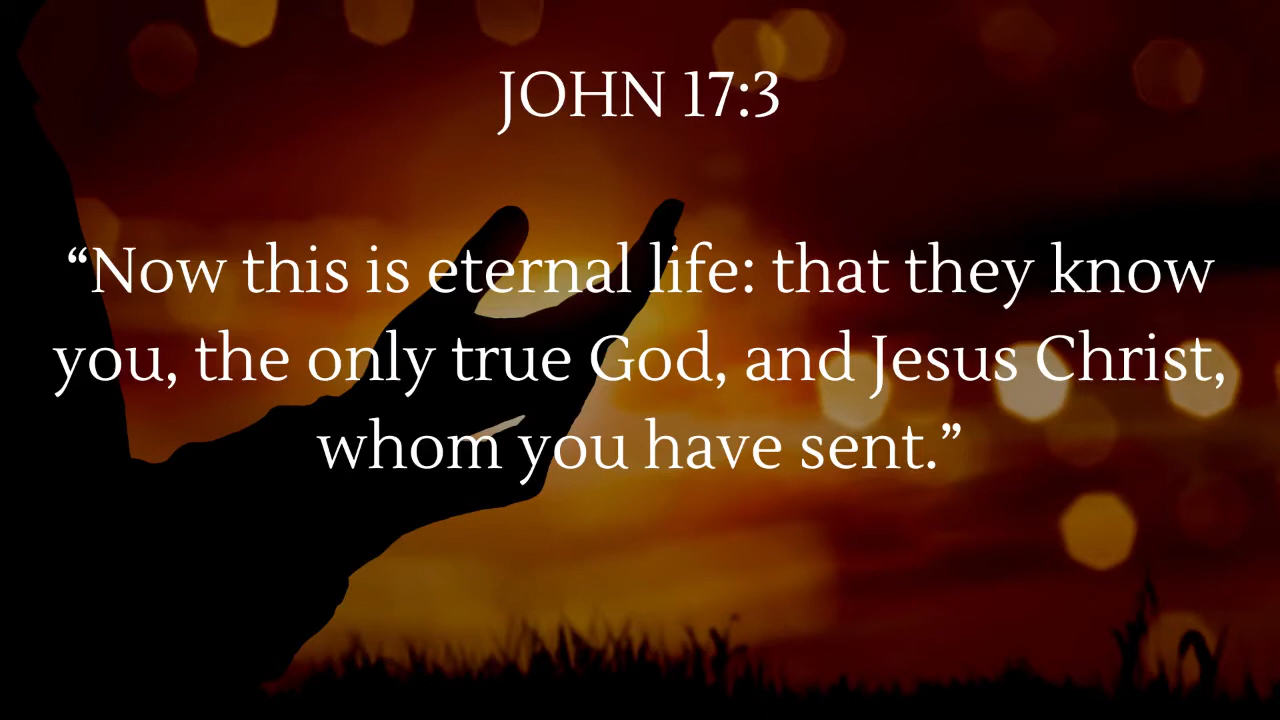 JOHN 17:3
“Now this is eternal life: that they know
you, the only true God, and Jesus Christ,
whom you have sent.”